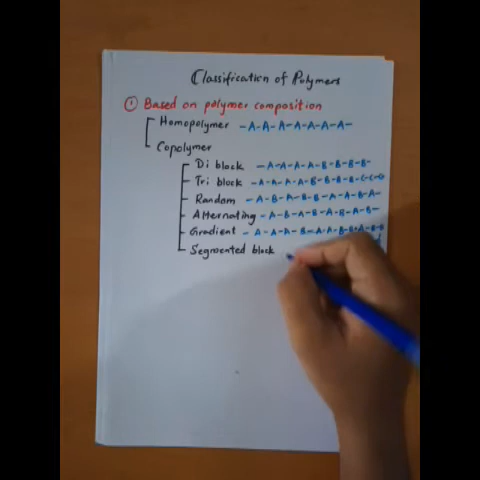 Classification of Polymers
① Based on polymer composition
Homopolymer -A-A-A-A-A-A-A-
Copolymer
Di block -A-A-A-A-B-B-B-B-
Tri block -A-A-A-A-B-B-B-B-C-C-C
Random -A-B-A-B-B-A-A-B-A-
Alternating -A-B-A-B-A-B-A-B-
Gradient -A-A-A-B-A-A-B-B-A-B-B
Segmented block